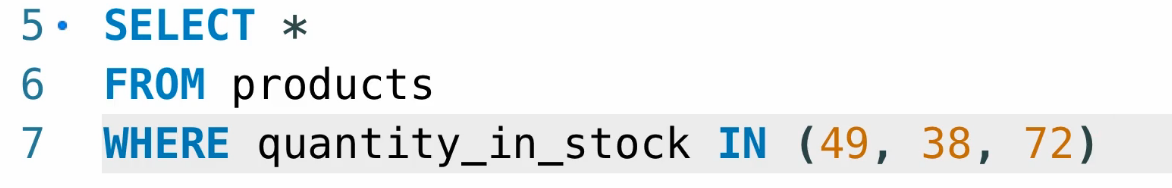 5 SELECT *
6 FROM products
7 WHERE quantity_in_stock IN (49, 38, 72)